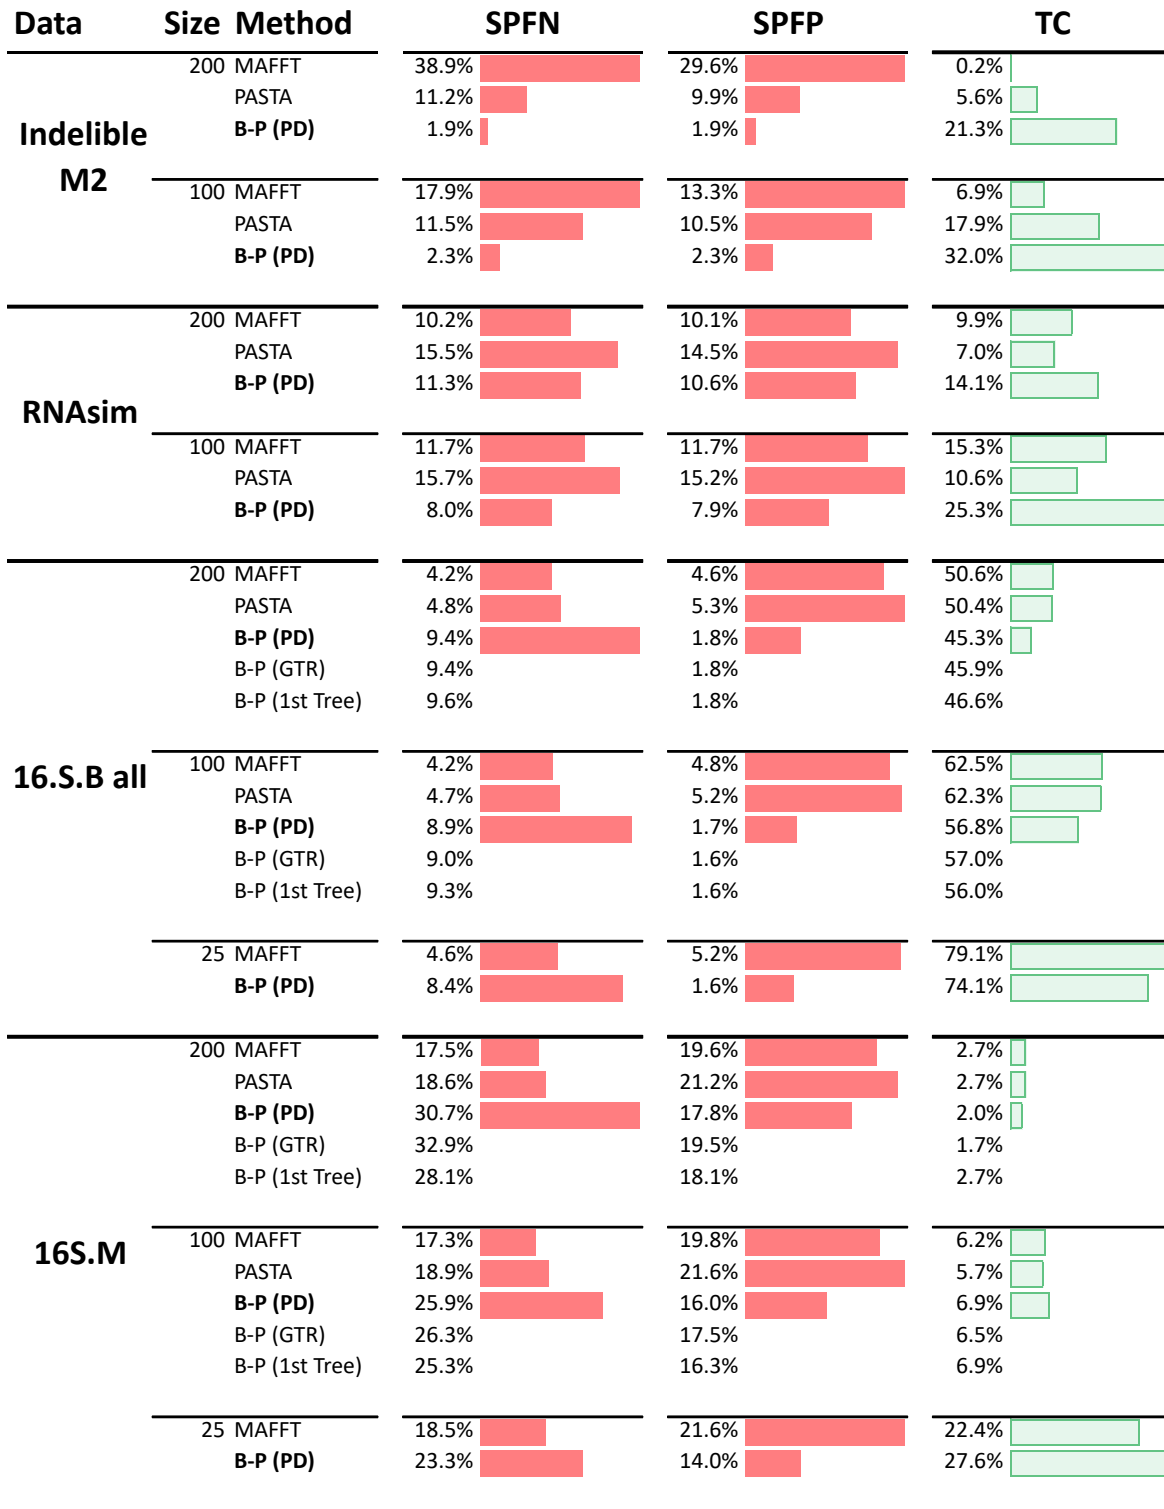 Data Size Method SPFN SPFP TC
200 MAFFT 38.9% 29.6% 0.2%
PASTA 11.2% 9.9% 5.6%
Indelible M2
B-P (PD) 1.9% 1.9% 21.3%
100 MAFFT 17.9% 13.3% 6.9%
PASTA 11.5% 10.5% 17.9%
B-P (PD) 2.3% 2.3% 32.0%
200 MAFFT 10.2% 10.1% 9.9%
PASTA 15.5% 14.5% 7.0%
B-P (PD) 11.3% 10.6% 14.1%
RNAsim
100 MAFFT 11.7% 11.7% 15.3%
PASTA 15.7% 15.2% 10.6%
B-P (PD) 8.0% 7.9% 25.3%
200 MAFFT 4.2% 4.6% 50.6%
PASTA 4.8% 5.3% 50.4%
B-P (PD) 9.4% 1.8% 45.3%
B-P (GTR) 9.4% 1.8% 45.9%
B-P (1st Tree) 9.6% 1.8% 46.6%
16.S.B all
100 MAFFT 4.2% 4.8% 62.5%
PASTA 4.7% 5.2% 62.3%
B-P (PD) 8.9% 1.7% 56.8%
B-P (GTR) 9.0% 1.6% 57.0%
B-P (1st Tree) 9.3% 1.6% 56.0%
25 MAFFT 4.6% 5.2% 79.1%
B-P (PD) 8.4% 1.6% 74.1%
200 MAFFT 17.5% 19.6% 2.7%
PASTA 18.6% 21.2% 2.7%
B-P (PD) 30.7% 17.8% 2.0%
B-P (GTR) 32.9% 19.5% 1.7%
B-P (1st Tree) 28.1% 18.1% 2.7%
16S.M
100 MAFFT 17.3% 19.8% 6.2%
PASTA 18.9% 21.6% 5.7%
B-P (PD) 25.9% 16.0% 6.9%
B-P (GTR) 26.3% 17.5% 6.5%
B-P (1st Tree) 25.3% 16.3% 6.9%
25 MAFFT 18.5% 21.6% 22.4%
B-P (PD) 23.3% 14.0% 27.6%